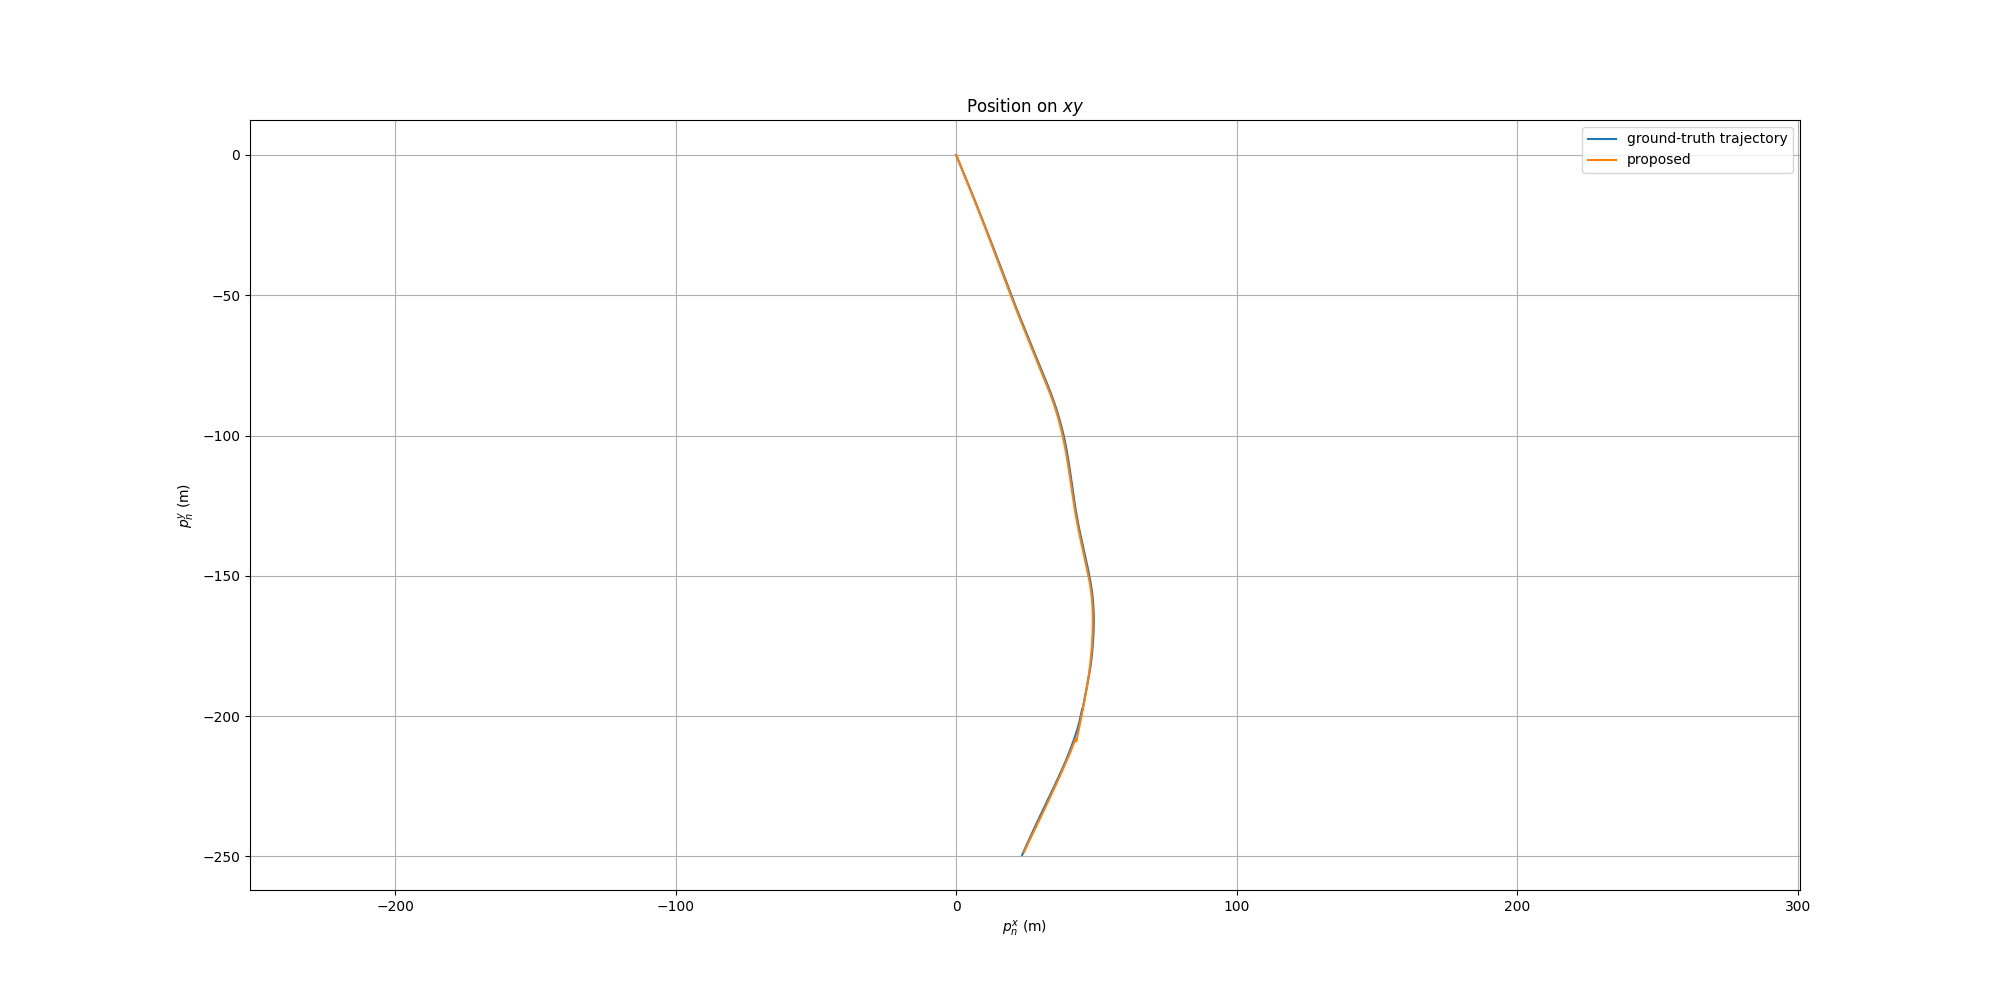 Position on xy
ground-truth trajectory
proposed
0
−50
−100
−150
−200
−250
p_n^y (m)
−200 −100 0 100 200 300
p_n^x (m)